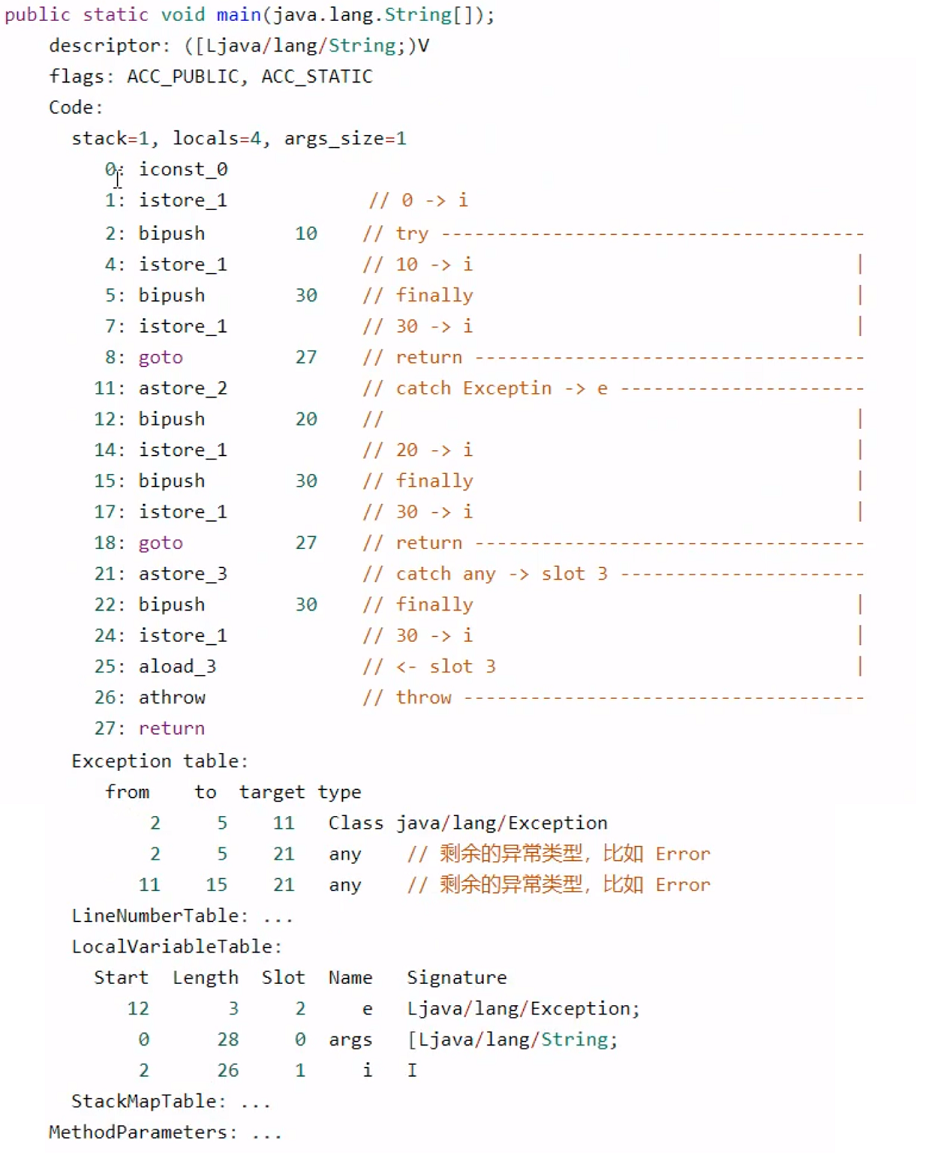 public static void main(java.lang.String[]);
descriptor: ([Ljava/lang/String;)V
flags: ACC_PUBLIC, ACC_STATIC
Code:
stack=1, locals=4, args_size=1
0: iconst_0
1: istore_1 // 0 -> i
2: bipush 10 // try --------------------------------------
4: istore_1 // 10 -> i |
5: bipush 30 // finally |
7: istore_1 // 30 -> i |
8: goto 27 // return -----------------------------------
11: astore_2 // catch Exceptin -> e ----------------------
12: bipush 20 // |
14: istore_1 // 20 -> i |
15: bipush 30 // finally |
17: istore_1 // 30 -> i |
18: goto 27 // return -----------------------------------
21: astore_3 // catch any -> slot 3 ----------------------
22: bipush 30 // finally |
24: istore_1 // 30 -> i |
25: aload_3 // <- slot 3 |
26: athrow // throw ------------------------------------
27: return
Exception table:
from to target type
2 5 11 Class java/lang/Exception
2 5 21 any // 剩余的异常类型，比如 Error
11 15 21 any // 剩余的异常类型，比如 Error
LineNumberTable: ...
LocalVariableTable:
Start Length Slot Name Signature
12 3 2 e Ljava/lang/Exception;
0 28 0 args [Ljava/lang/String;
2 26 1 i I
StackMapTable: ...
MethodParameters: ...